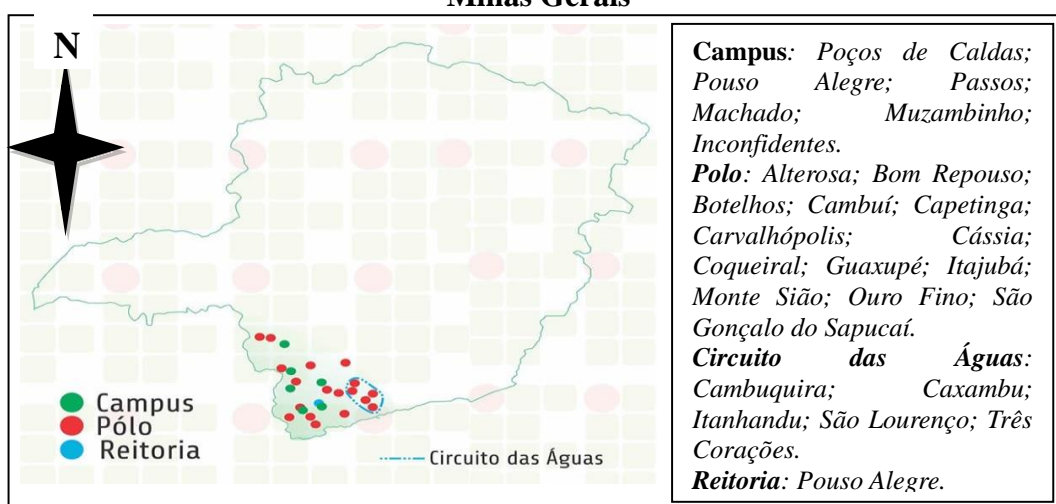 Minas Gerais
N
Campus
Pólo
Reitoria
Circuito das Águas
Campus: Poços de Caldas;
Pouso Alegre; Passos;
Machado; Muzambinho;
Inconfidentes.
Polo: Alterosa; Bom Repouso;
Botelhos; Cambuí; Capetinga;
Carvalhópolis; Cássia;
Coqueiral; Guaxupé; Itajubá;
Monte Sião; Ouro Fino; São
Gonçalo do Sapucaí.
Circuito das Águas:
Cambuquira; Caxambu;
Itanhandu; São Lourenço; Três
Corações.
Reitoria: Pouso Alegre.